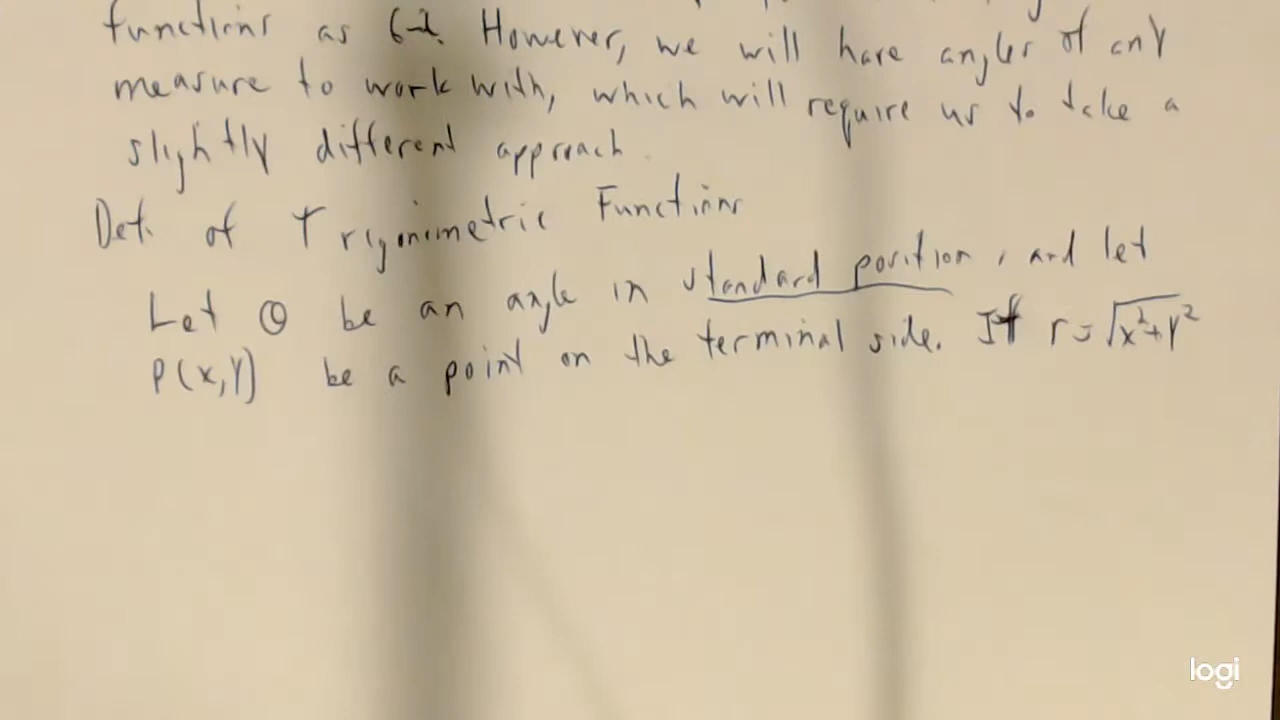 functions as 6-2. However, we will have angles of any
measure to work with, which will require us to take a
slightly different approach.
Def. of Trigonimetric Functions
Let θ be an angle in standard position, and let
P(x,y) be a point on the terminal side. If r = √x²+y²
logi